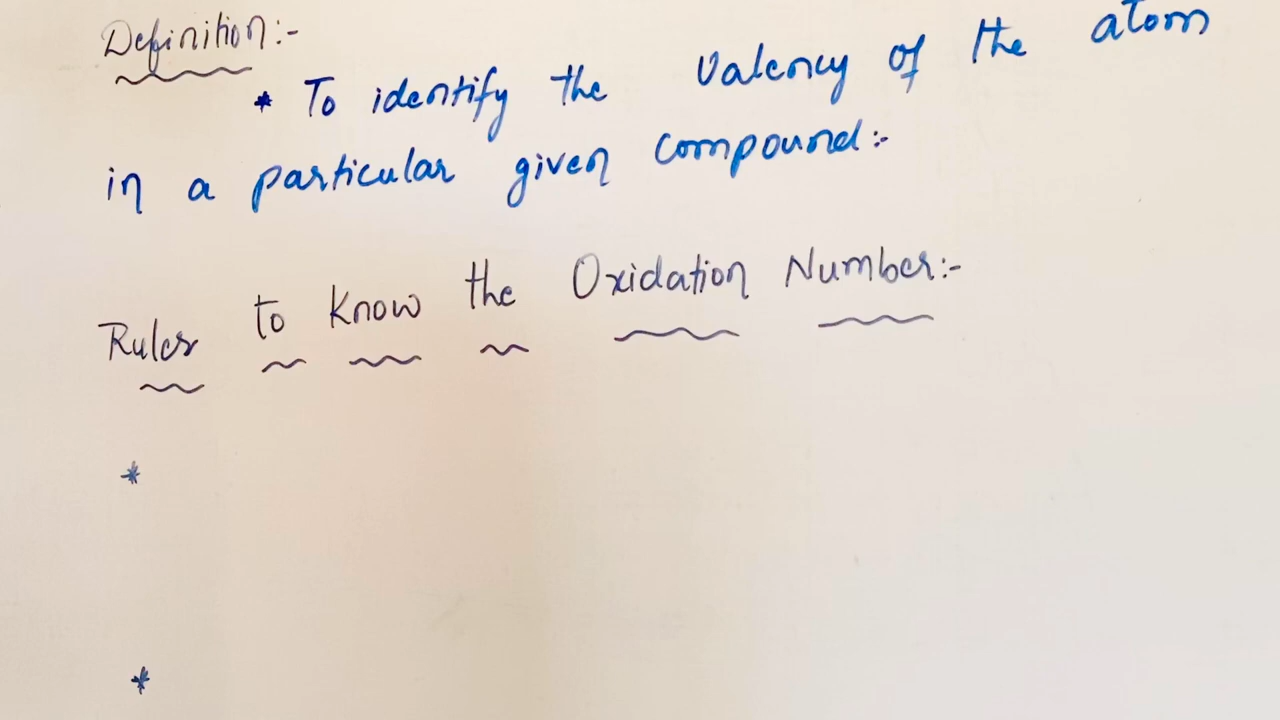 Definition:-
* To identify the valency of the atom
in a particular given compound:-
Rules to know the Oxidation Number:-
*
*